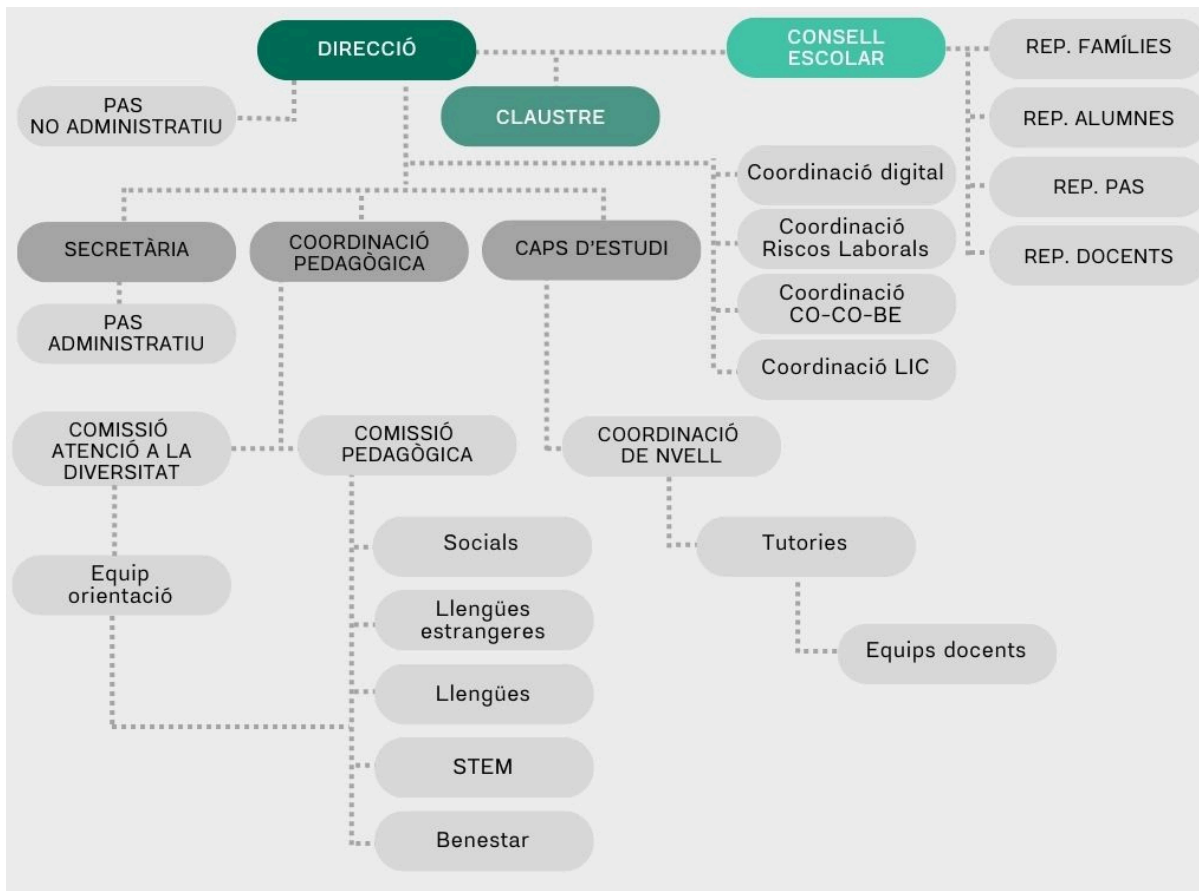 DIRECCIÓ
CONSELL
ESCOLAR
REP. FAMÍLIES
PAS
NO ADMINISTRATIU
CLAUSTRE
REP. ALUMNES
Coordinació digital
REP. PAS
SECRETÀRIA
COORDINACIÓ
PEDAGÒGICA
CAPS D'ESTUDI
Coordinació
Riscos Laborals
REP. DOCENTS
PAS
ADMINISTRATIU
Coordinació
CO-CO-BE
Coordinació LIC
COMISSIÓ
ATENCIÓ A LA
DIVERSITAT
COMISSIÓ
PEDAGÒGICA
COORDINACIÓ
DE NVELL
Socials
Tutories
Equip
orientació
Llengües
estrangeres
Equips docents
Llengües
STEM
Benestar